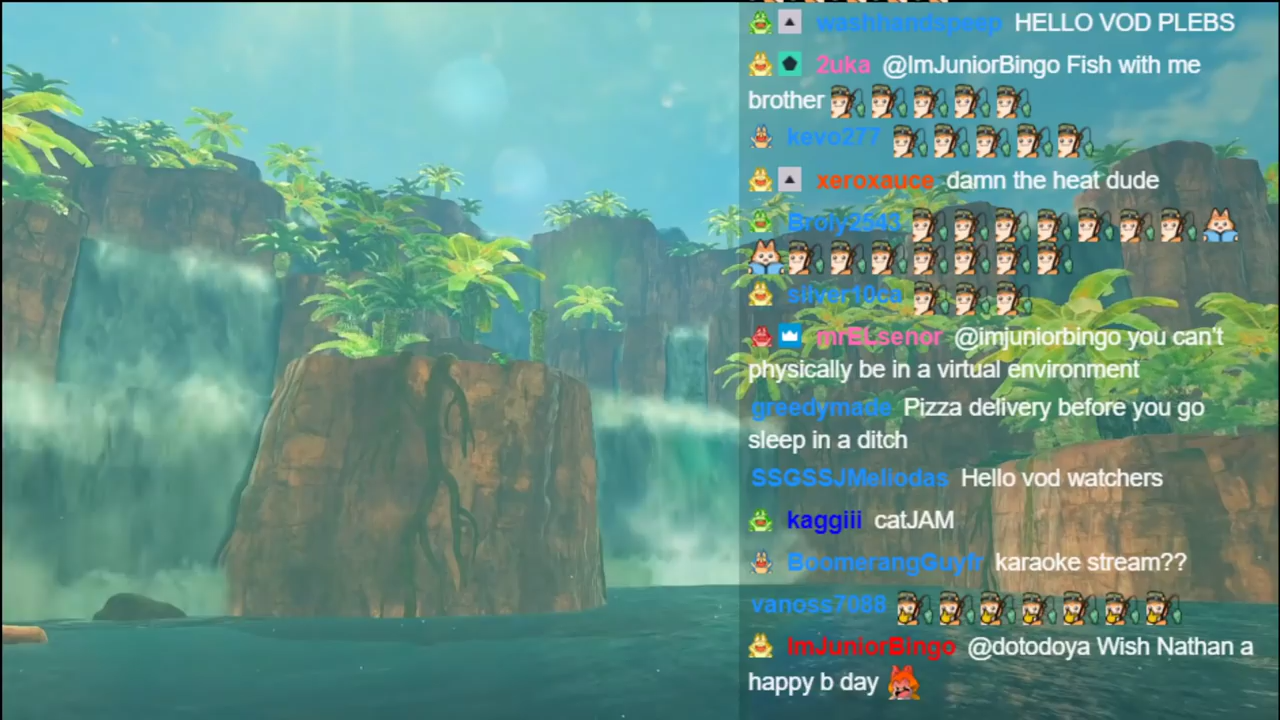 washhandspeep HELLO VOD PLEBS
2uka @ImJuniorBingo Fish with me
brother
kevo277
xeroxauce damn the heat dude
Broly2543
silver10ca
mrELsenor @imjuniorbingo you can't
physically be in a virtual environment
greedymade Pizza delivery before you go
sleep in a ditch
SSGSSJMeliodas Hello vod watchers
kaggiii catJAM
BoomerangGuyfr karaoke stream??
vanoss7088
ImJuniorBingo @dotodoya Wish Nathan a
happy b day